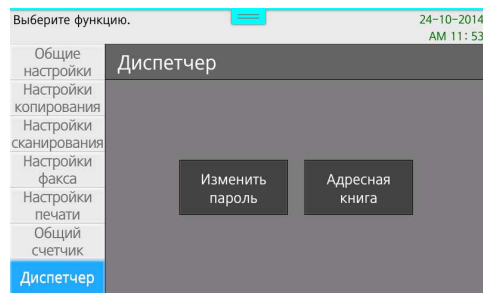 Выберите функцию.
24-10-2014
AM 11:53
Общие
настройки
Настройки
копирования
Настройки
сканирования
Настройки
факса
Настройки
печати
Общий
счетчик
Диспетчер
Диспетчер
Изменить
пароль
Адресная
книга